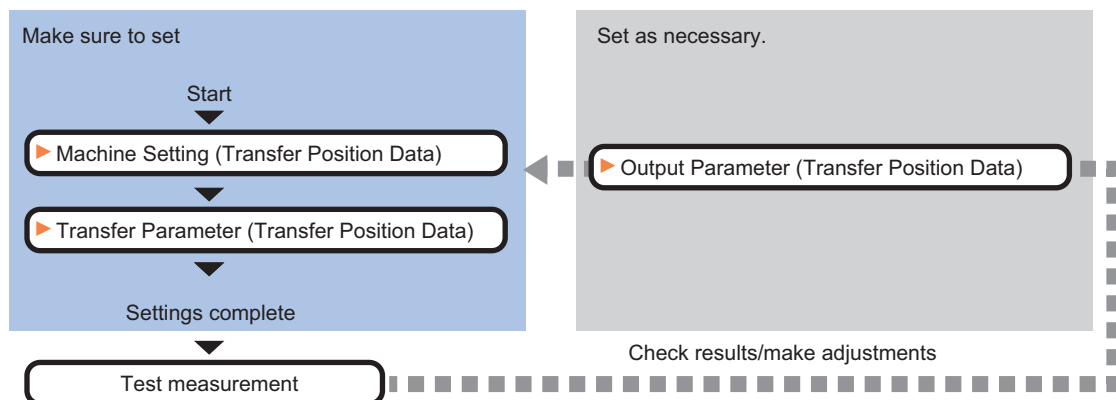 Make sure to set
Start
Machine Setting (Transfer Position Data)
Transfer Parameter (Transfer Position Data)
Settings complete
Test measurement
Set as necessary.
Output Parameter (Transfer Position Data)
Check results/make adjustments